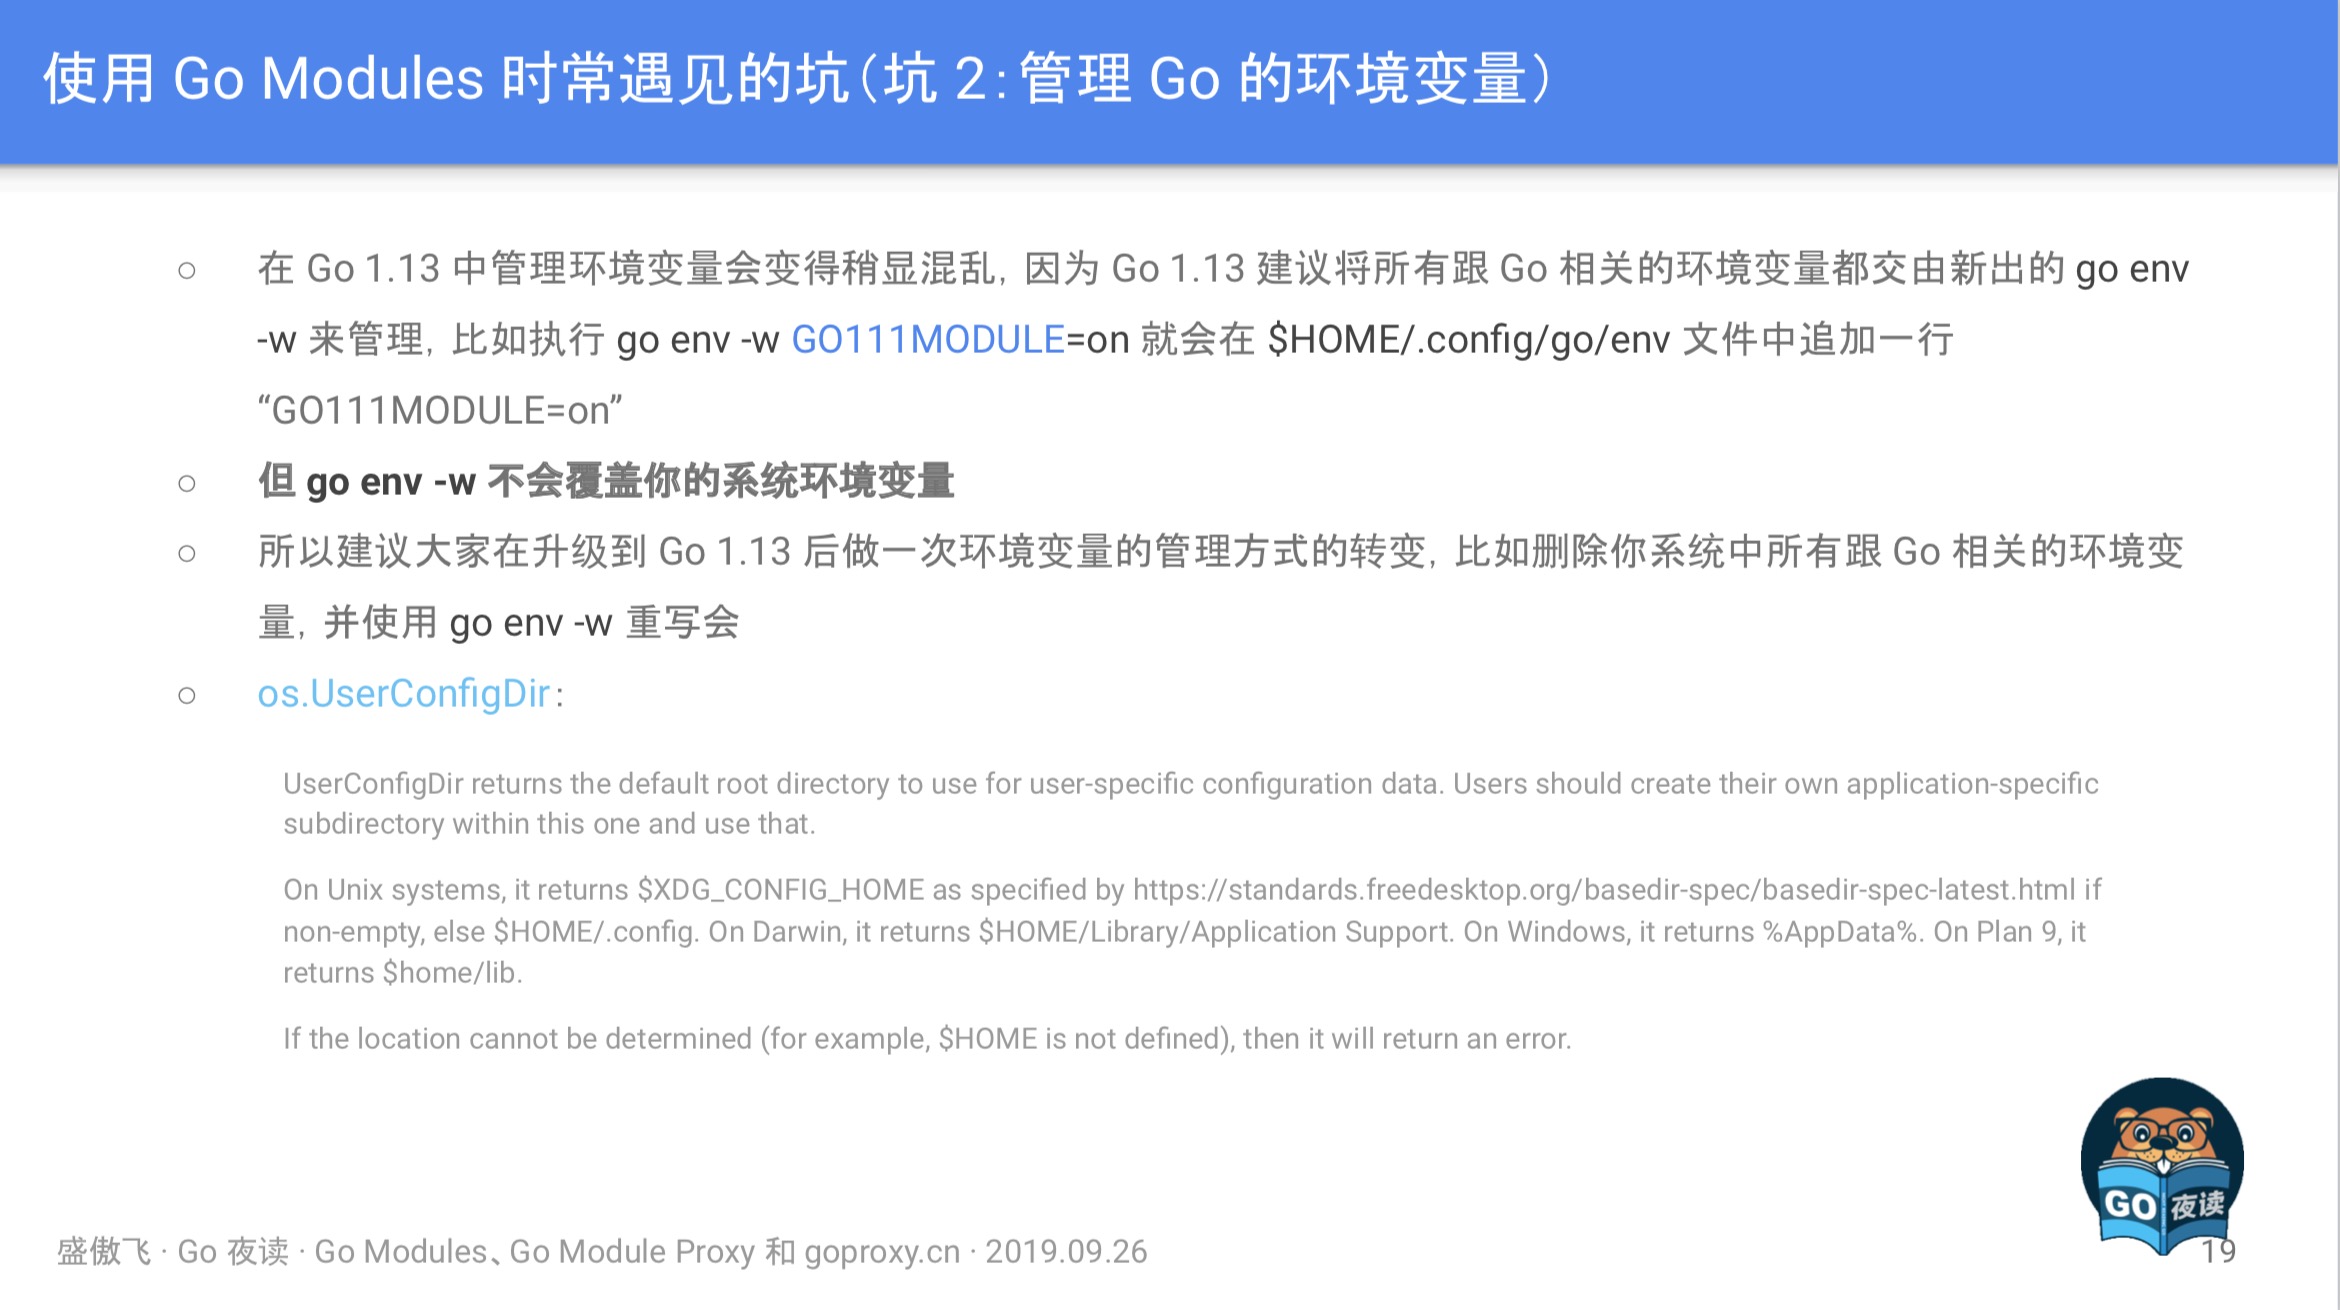 使用 Go Modules 时常遇见的坑（坑 2：管理 Go 的环境变量）
○ 在 Go 1.13 中管理环境变量会变得稍显混乱，因为 Go 1.13 建议将所有跟 Go 相关的环境变量都交由新出的 go env
-w 来管理，比如执行 go env -w GO111MODULE=on 就会在 $HOME/.config/go/env 文件中追加一行
“GO111MODULE=on”
○ 但 go env -w 不会覆盖你的系统环境变量
○ 所以建议大家在升级到 Go 1.13 后做一次环境变量的管理方式的转变，比如删除你系统中所有跟 Go 相关的环境变
量，并使用 go env -w 重写会
○ os.UserConfigDir：
UserConfigDir returns the default root directory to use for user-specific configuration data. Users should create their own application-specific
subdirectory within this one and use that.
On Unix systems, it returns $XDG_CONFIG_HOME as specified by https://standards.freedesktop.org/basedir-spec/basedir-spec-latest.html if
non-empty, else $HOME/.config. On Darwin, it returns $HOME/Library/Application Support. On Windows, it returns %AppData%. On Plan 9, it
returns $home/lib.
If the location cannot be determined (for example, $HOME is not defined), then it will return an error.
GO 夜读
盛傲飞 · Go 夜读 · Go Modules、Go Module Proxy 和 goproxy.cn · 2019.09.26
19